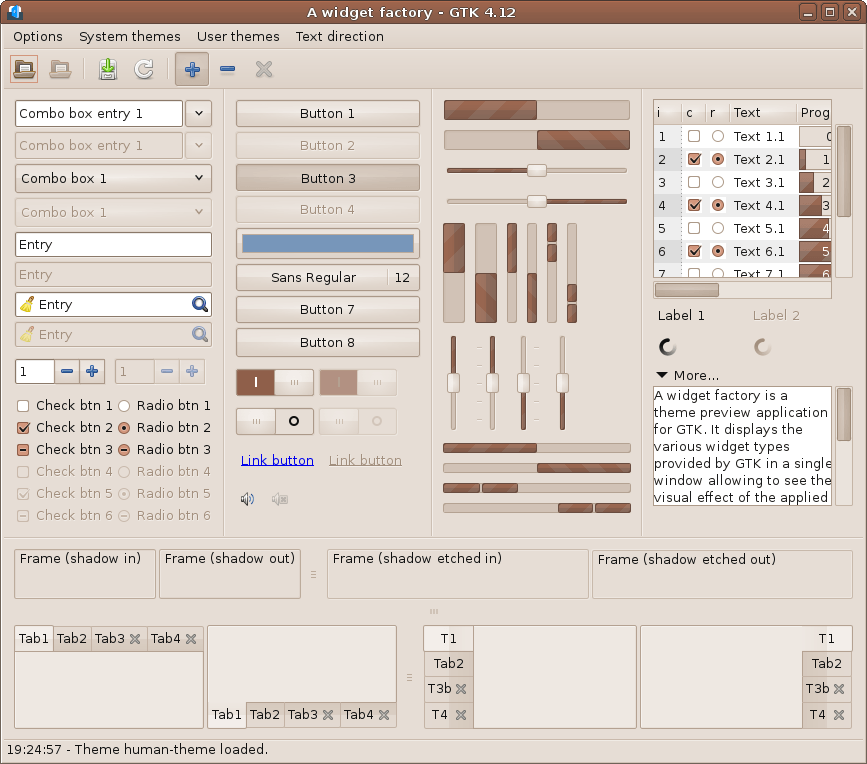 A widget factory - GTK 4.12
Options System themes User themes Text direction
Combo box entry 1
Combo box entry 1
Combo box 1
Combo box 1
Entry
Entry
Entry
Entry
1 1
Check btn 1 Radio btn 1
Check btn 2 Radio btn 2
Check btn 3 Radio btn 3
Check btn 4 Radio btn 4
Check btn 5 Radio btn 5
Check btn 6 Radio btn 6
Button 1
Button 2
Button 3
Button 4
Sans Regular 12
Button 7
Button 8
Link button Link button
i c r Text Prog
1 Text 1.1 0
2 Text 2.1 1
3 Text 3.1 2
4 Text 4.1 3
5 Text 5.1 4
6 Text 6.1 5
7 Text 7.1 6
Label 1 Label 2
More...
A widget factory is a
theme preview application
for GTK. It displays the
various widget types
provided by GTK in a single
window allowing to see the
visual effect of the applied
Frame (shadow in) Frame (shadow out) Frame (shadow etched in) Frame (shadow etched out)
Tab1 Tab2 Tab3 Tab4
Tab1 Tab2 Tab3 Tab4
T1
Tab2
T3b
T4
T1
Tab2
T3b
T4
19:24:57 - Theme human-theme loaded.